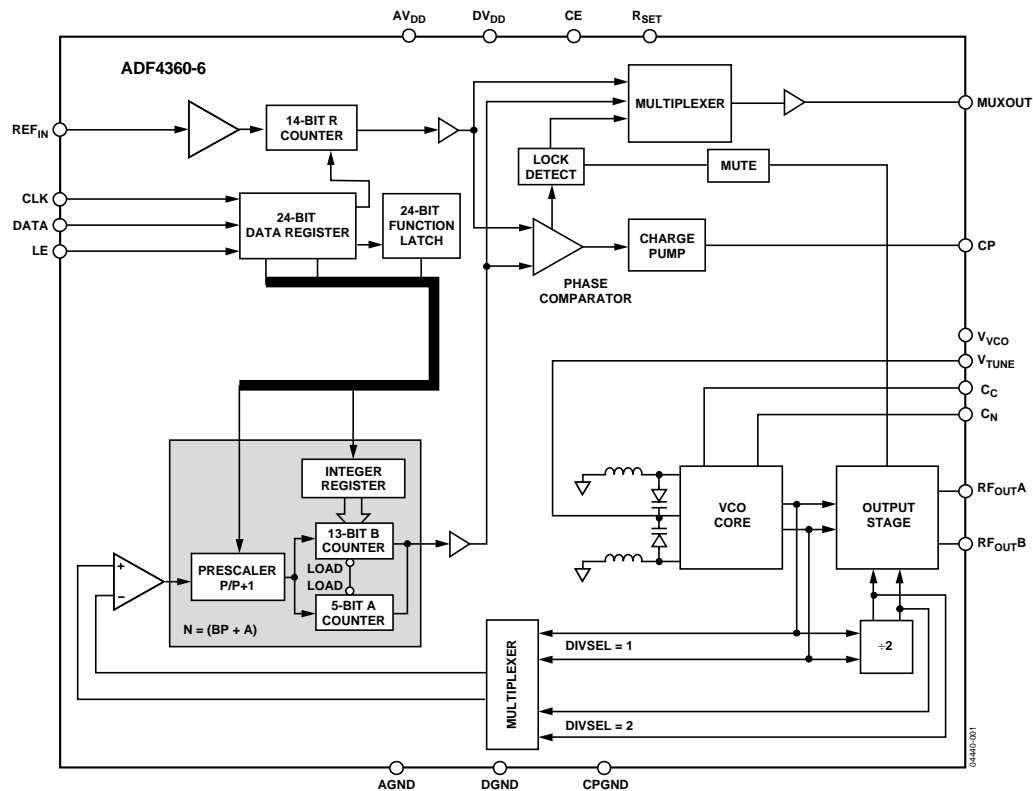 AVDD
DVDD
CE
RSET
ADF4360-6
REFIN
14-BIT R
COUNTER
MULTIPLEXER
MUXOUT
LOCK
DETECT
MUTE
CLK
DATA
LE
24-BIT
DATA REGISTER
24-BIT
FUNCTION
LATCH
PHASE
COMPARATOR
CHARGE
PUMP
CP
VVCO
VTUNE
CC
CN
INTEGER
REGISTER
13-BIT B
COUNTER
LOAD
LOAD
5-BIT A
COUNTER
PRESCALER
P/P+1
+
−
N = (BP + A)
VCO
CORE
OUTPUT
STAGE
RFOUTA
RFOUTB
MULTIPLEXER
DIVSEL = 1
DIVSEL = 2
÷2
04440-001
AGND
DGND
CPGND